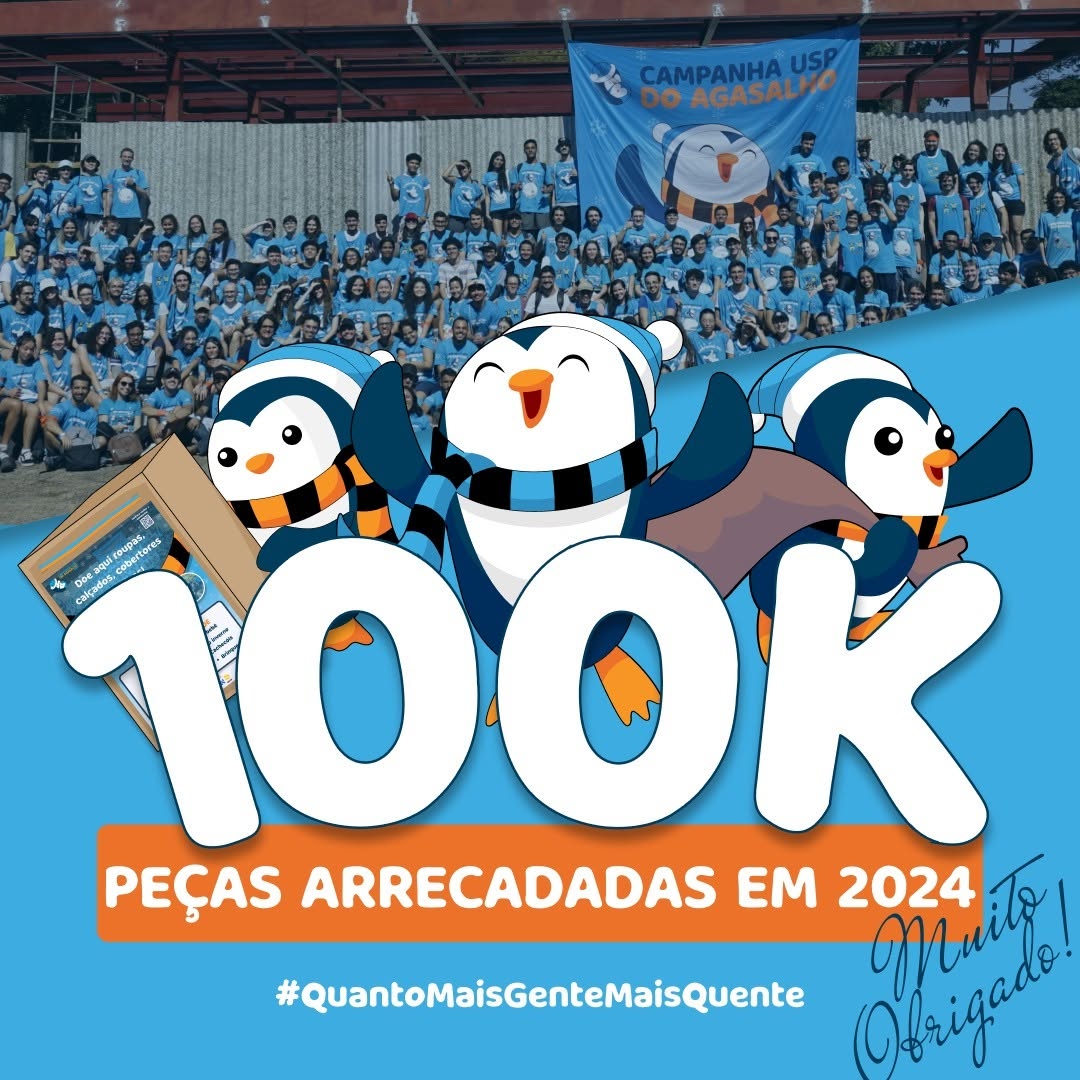 CAMPANHA USP
DO AGASALHO
Doe aqui roupas,
calçados, cobertores
100K
PEÇAS ARRECADADAS EM 2024
Muito
Obrigado!
#QuantoMaisGenteMaisQuente